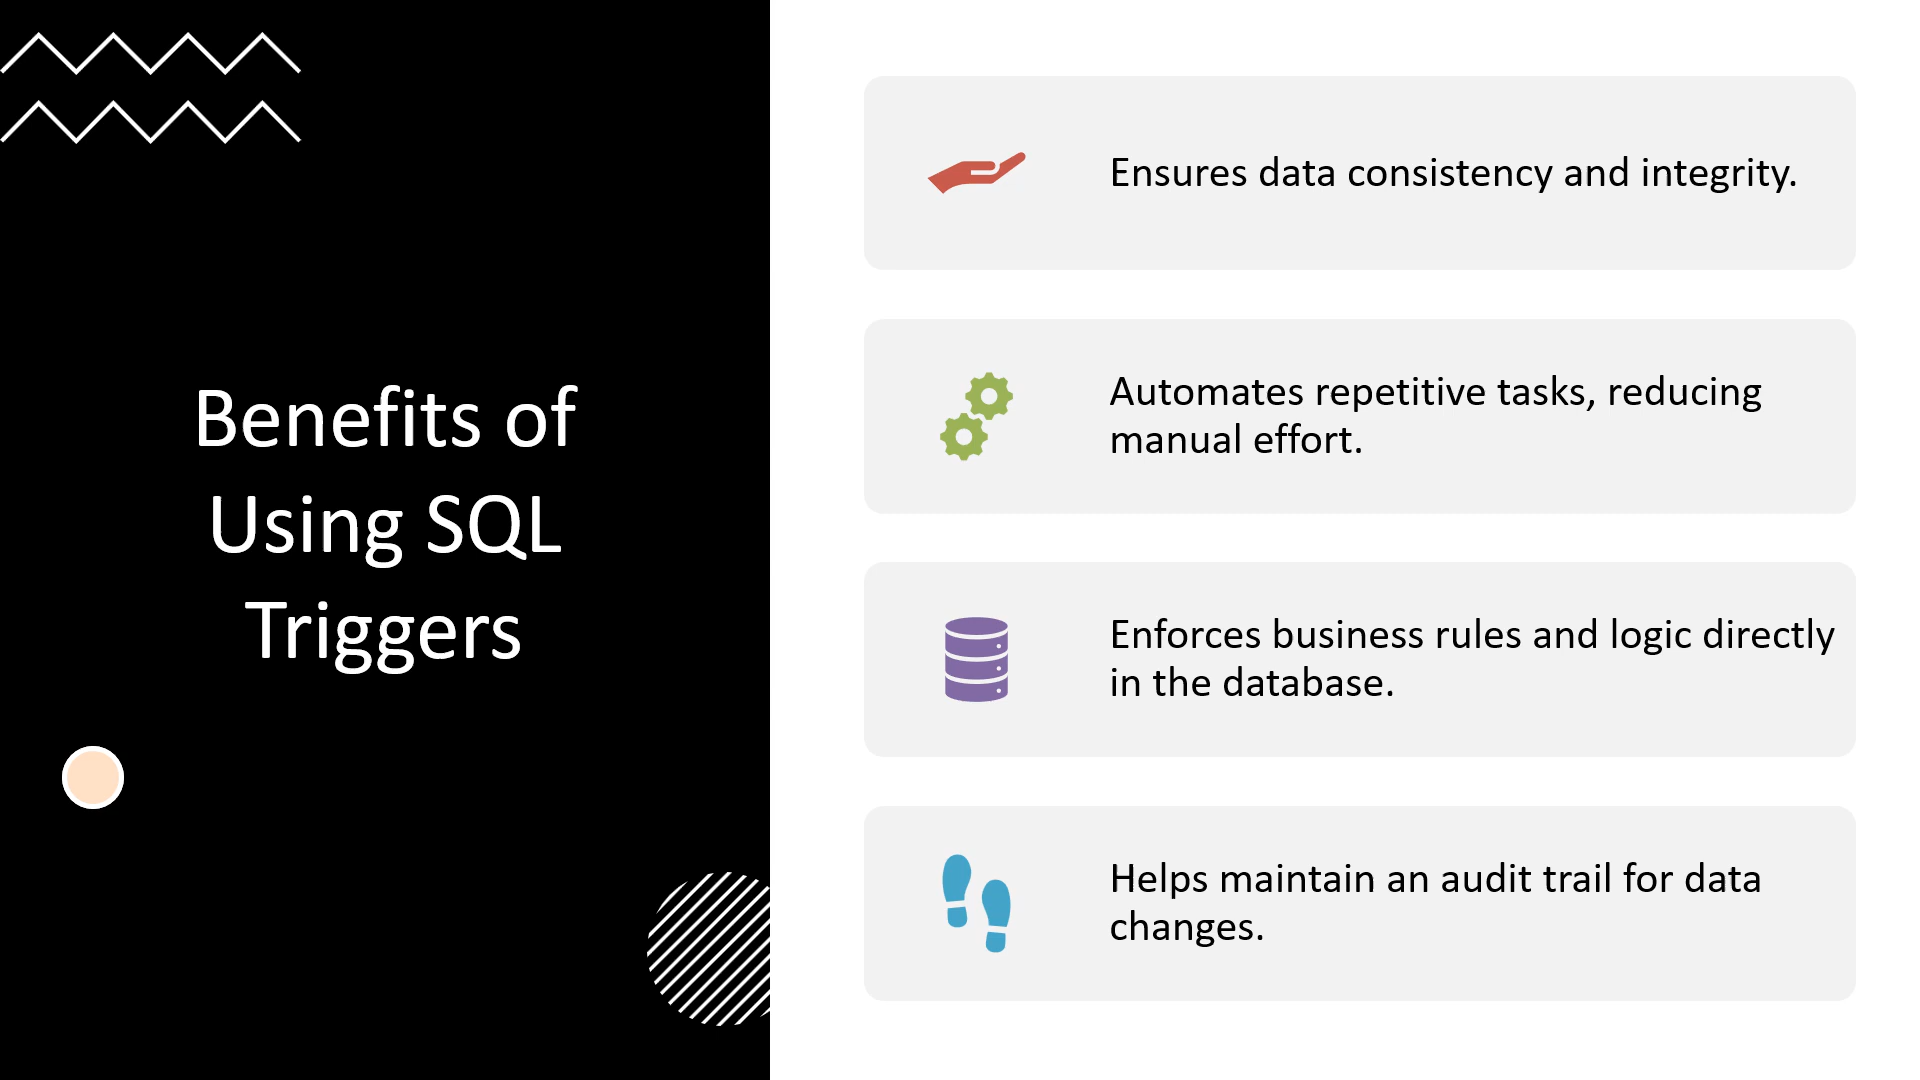 Benefits of
Using SQL
Triggers
Ensures data consistency and integrity.
Automates repetitive tasks, reducing
manual effort.
Enforces business rules and logic directly
in the database.
Helps maintain an audit trail for data
changes.